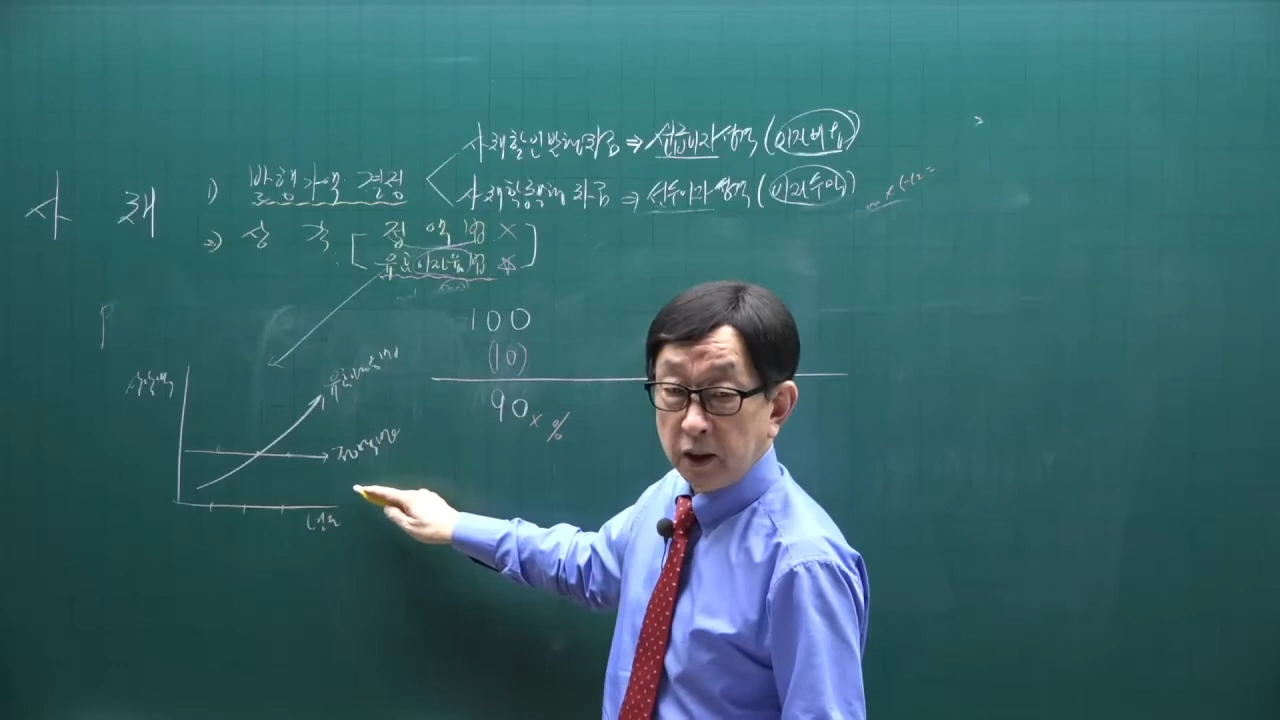 사채할인발행차금 ⇒ 선급이자 성격 (이자비용)
사 채 1) 발행가액 결정
사채할증발행차금 ⇒ 선수이자 성격 (이자수익)
2) 상 각 [ 정 액 법 × ]
유효이자율법 ☆
100
(10)
90 × %
상각액
유효이자율법
정액법
년도